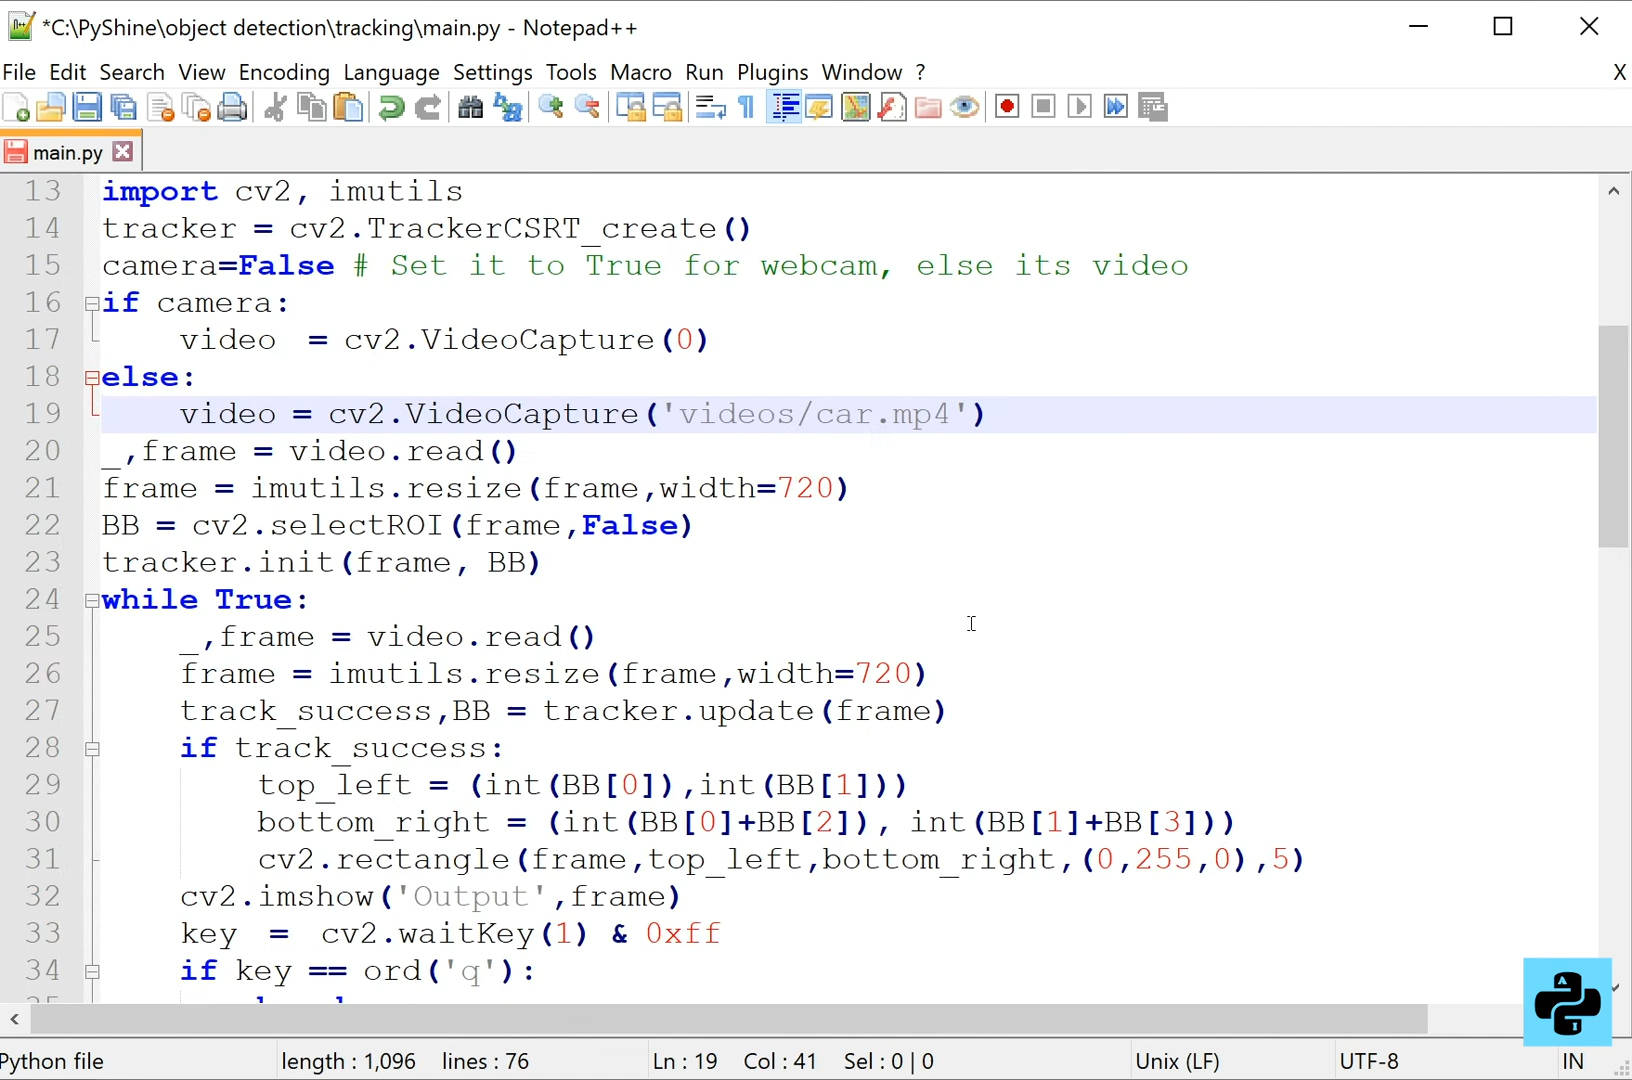 *C:\PyShine\object detection\tracking\main.py - Notepad++
File Edit Search View Encoding Language Settings Tools Macro Run Plugins Window ? X
main.py
13 import cv2, imutils
14 tracker = cv2.TrackerCSRT_create()
15 camera=False # Set it to True for webcam, else its video
16 if camera:
17     video  = cv2.VideoCapture(0)
18 else:
19     video = cv2.VideoCapture('videos/car.mp4')
20 _,frame = video.read()
21 frame = imutils.resize(frame,width=720)
22 BB = cv2.selectROI(frame,False)
23 tracker.init(frame, BB)
24 while True:
25     _,frame = video.read()
26     frame = imutils.resize(frame,width=720)
27     track_success,BB = tracker.update(frame)
28     if track_success:
29         top_left = (int(BB[0]),int(BB[1]))
30         bottom_right = (int(BB[0]+BB[2]), int(BB[1]+BB[3]))
31         cv2.rectangle(frame,top_left,bottom_right,(0,255,0),5)
32     cv2.imshow('Output',frame)
33     key  =  cv2.waitKey(1) & 0xff
34     if key == ord('q'):
Python file length : 1,096 lines : 76 Ln : 19 Col : 41 Sel : 0 | 0 Unix (LF) UTF-8 IN